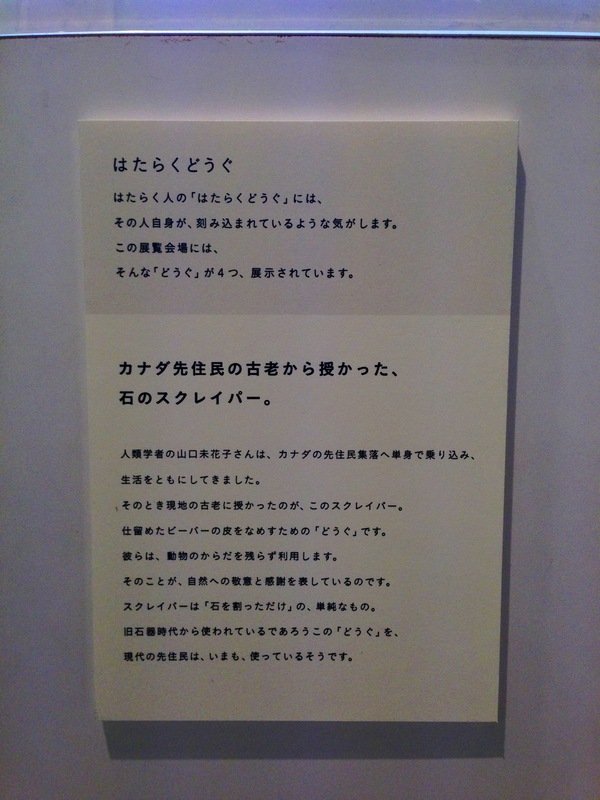 はたらくどうぐ
はたらく人の「はたらくどうぐ」には、
その人自身が、刻み込まれているような気がします。
この展覧会場には、
そんな「どうぐ」が4つ、展示されています。
カナダ先住民の古老から授かった、
石のスクレイパー。
人類学者の山口未花子さんは、カナダの先住民集落へ単身で乗り込み、
生活をともにしてきました。
そのとき現地の古老に授かったのが、このスクレイパー。
仕留めたビーバーの皮をなめすための「どうぐ」です。
彼らは、動物のからだを残らず利用します。
そのことが、自然への敬意と感謝を表しているのです。
スクレイパーは「石を割っただけ」の、単純なもの。
旧石器時代から使われているであろうこの「どうぐ」を、
現代の先住民は、いまも、使っているそうです。